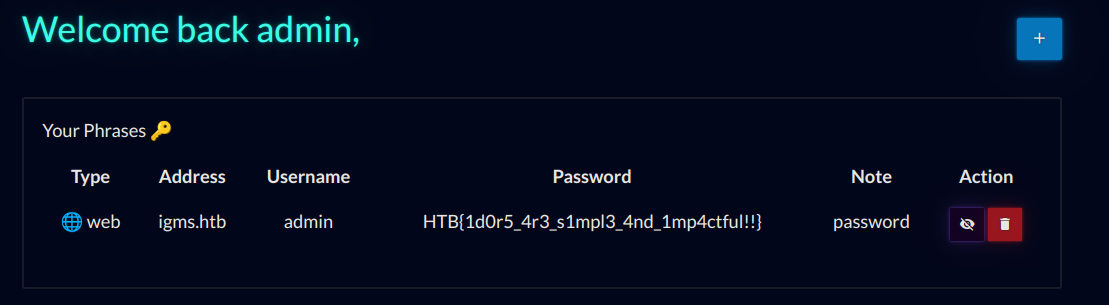 Welcome back admin,
+
Your Phrases 🔑
Type Address Username Password Note Action
🌐 web igms.htb admin HTB{1d0r5_4r3_s1mpl3_4nd_1mp4ctful!!} password